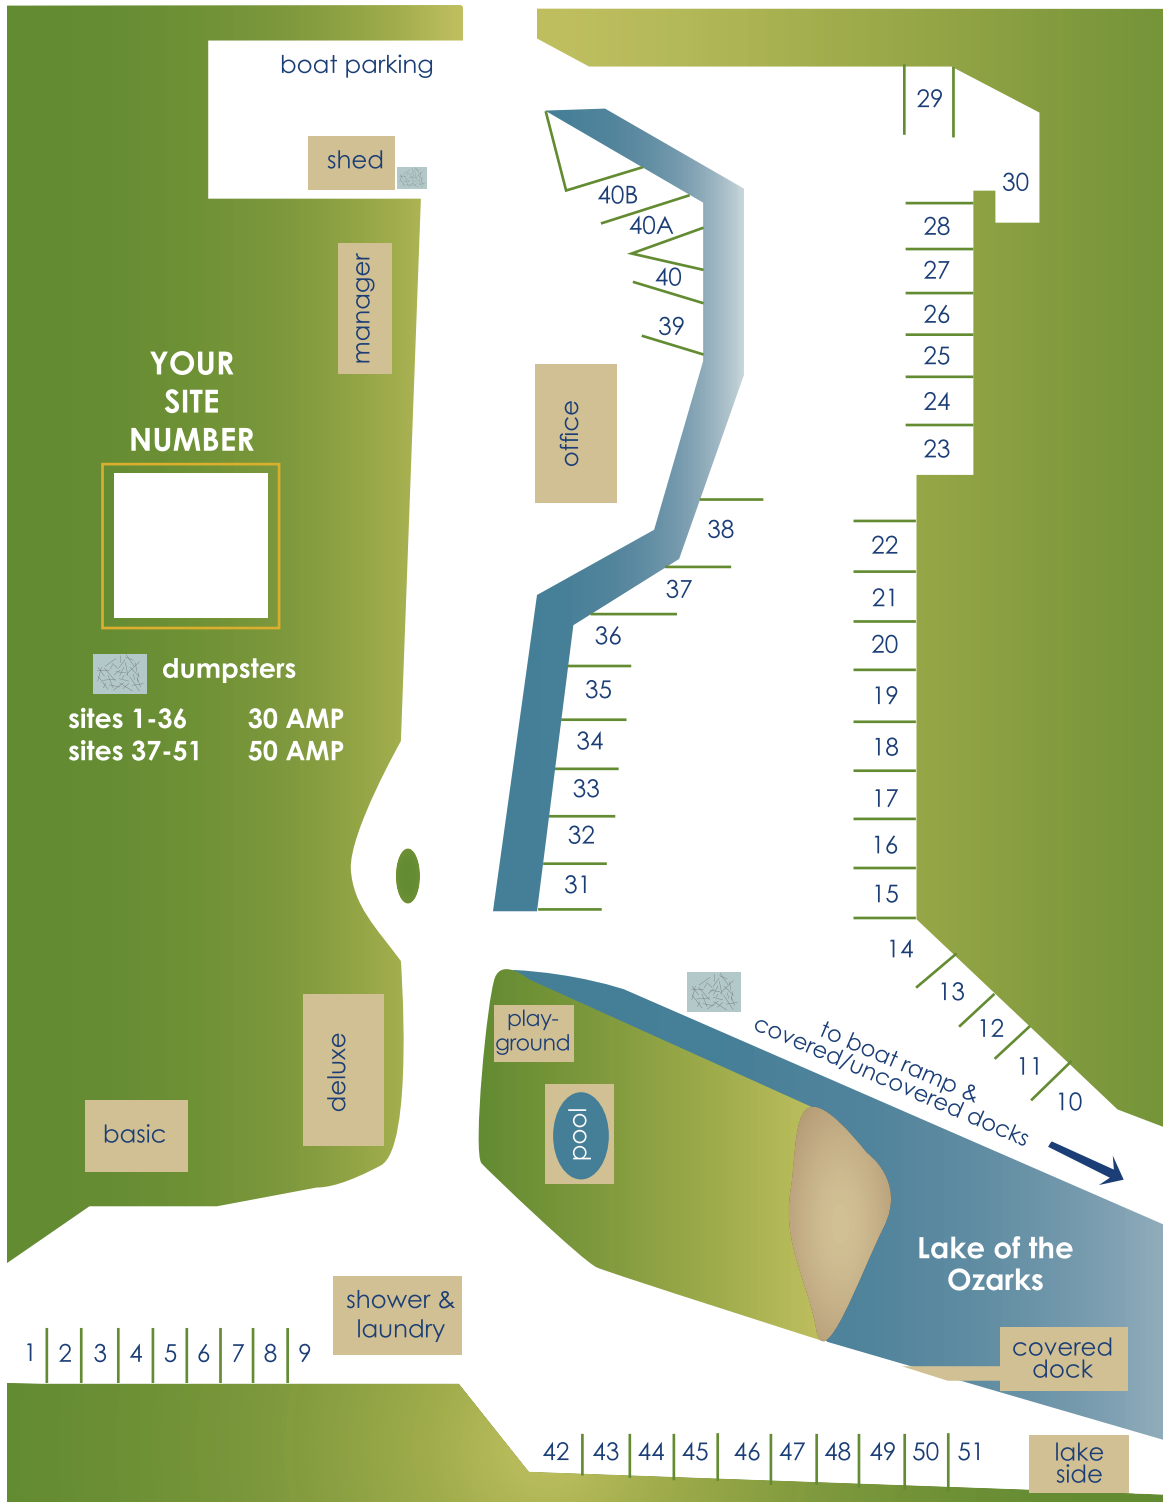 boat parking
29
shed
30
40B
40A
28
27
40
26
39
manager
25
YOUR
SITE
NUMBER
24
office
23
38
22
37
21
36
20
dumpsters
35
19
sites 1-36 30 AMP
sites 37-51 50 AMP
34
18
33
17
32
16
31
15
14
13
play-
ground
12
to boat ramp &
covered/uncovered docks
11
deluxe
10
basic
pool
Lake of the
Ozarks
shower &
laundry
1 2 3 4 5 6 7 8 9
covered
dock
42 43 44 45 46 47 48 49 50 51
lake
side